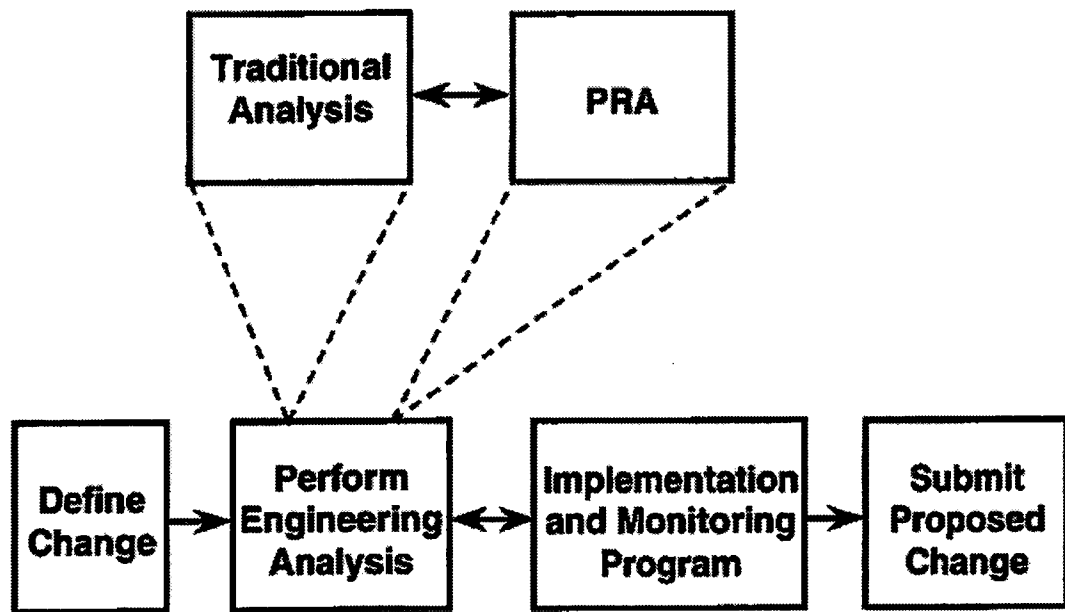 Traditional
Analysis
PRA
Define
Change
Perform
Engineering
Analysis
Implementation
and Monitoring
Program
Submit
Proposed
Change